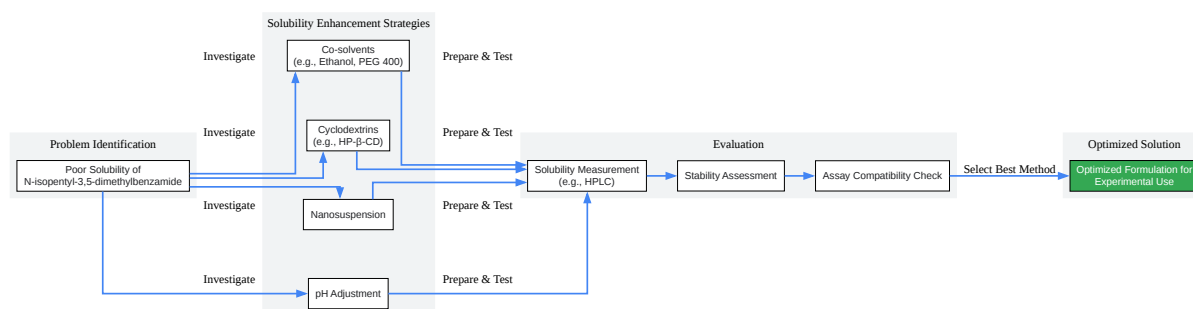 Solubility Enhancement Strategies
Investigate
Co-solvents
(e.g., Ethanol, PEG 400)
Prepare & Test
Investigate
Cyclodextrins
(e.g., HP-β-CD)
Prepare & Test
Problem Identification
Poor Solubility of
N-isopentyl-3,5-dimethylbenzamide
Evaluation
Solubility Measurement
(e.g., HPLC)
Stability Assessment
Assay Compatibility Check
Select Best Method
Optimized Solution
Optimized Formulation for
Experimental Use
Investigate
Nanosuspension
Prepare & Test
Investigate
pH Adjustment
Prepare & Test